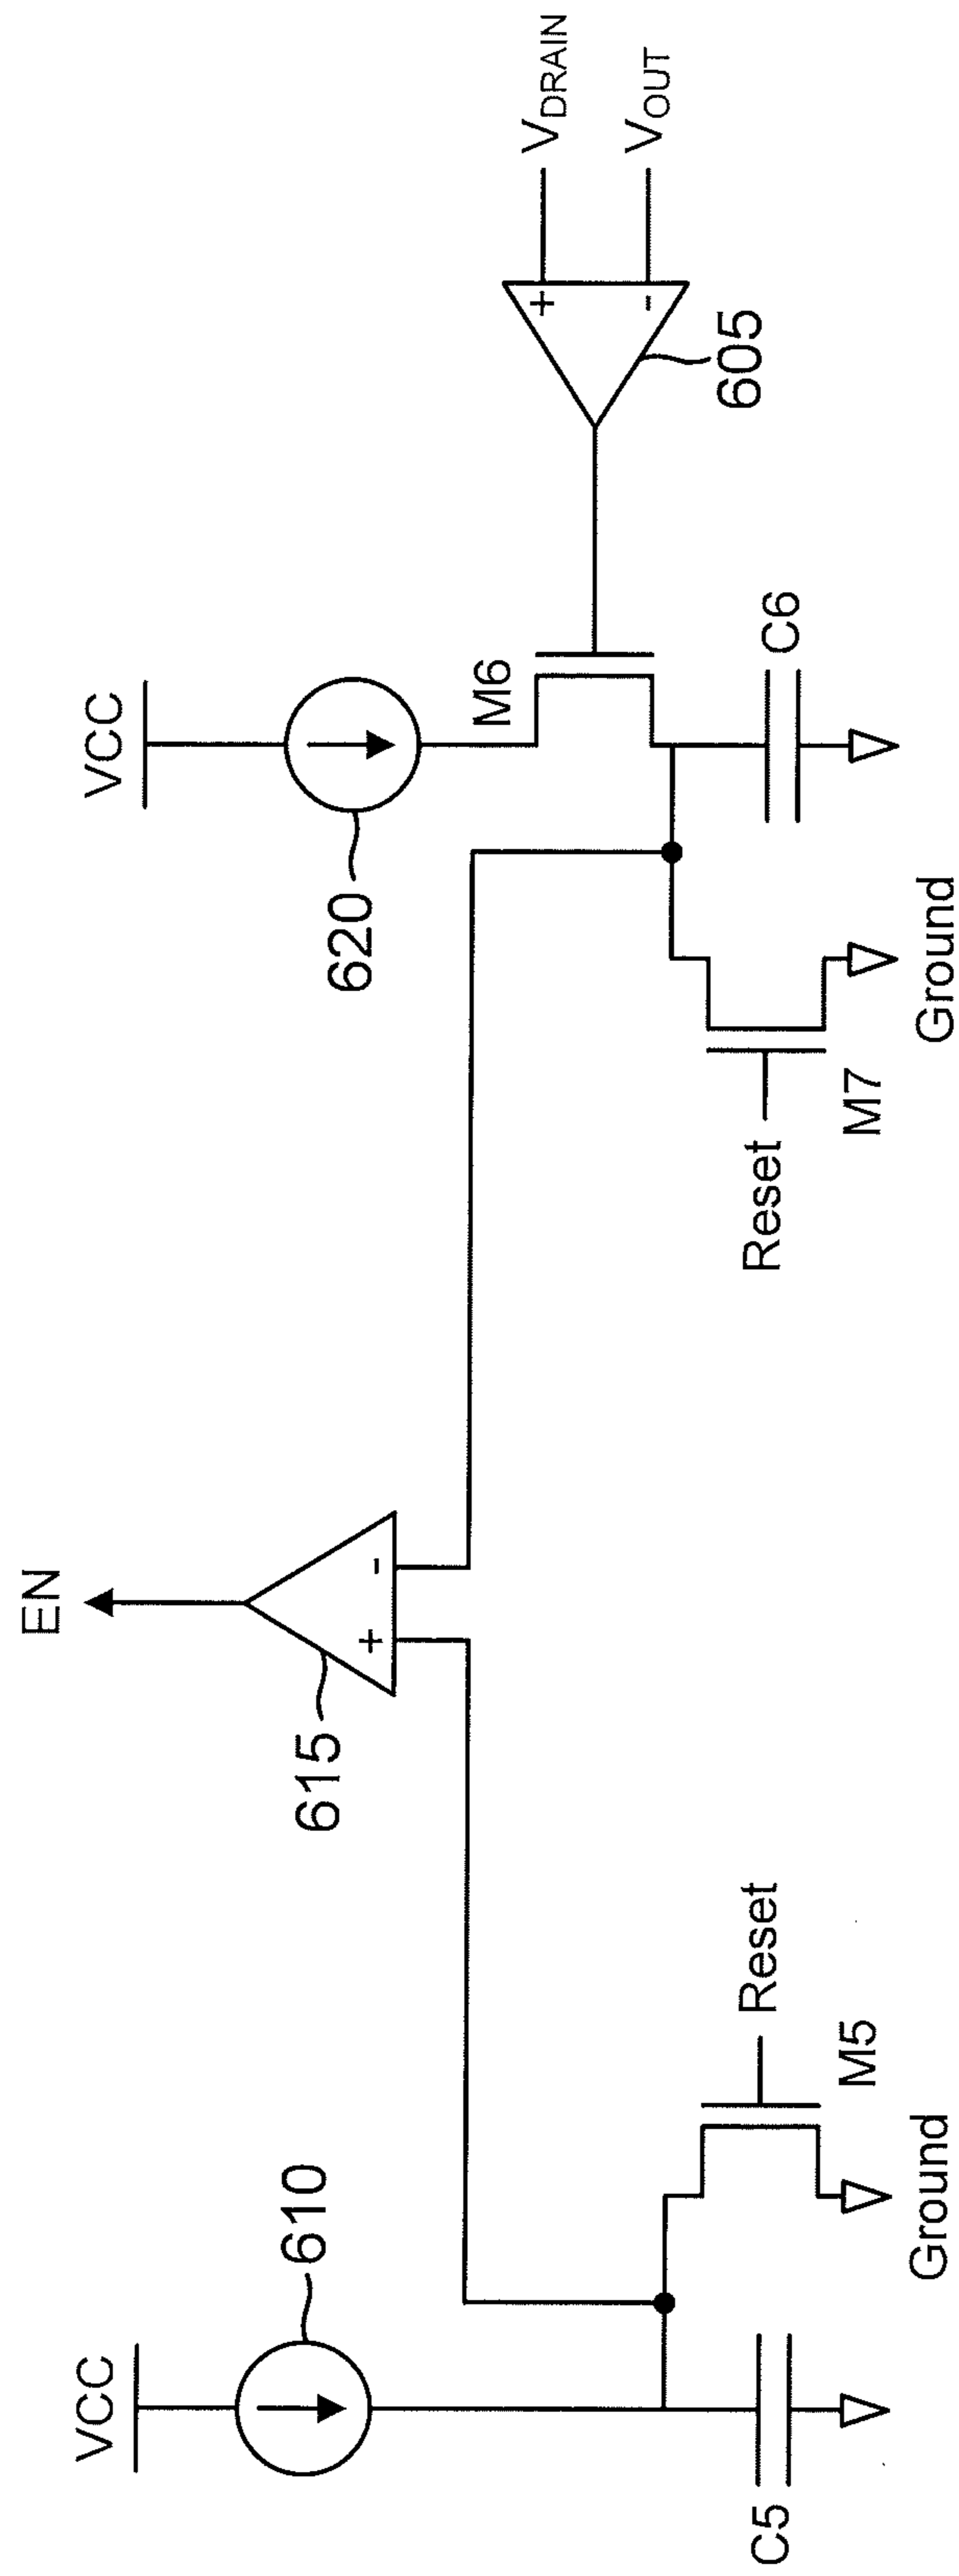 VCC
610
C5
Ground
M5
Reset
615
EN
+
-
VCC
620
M6
Reset
M7
Ground
C6
605
+
-
VDRAIN
VOUT